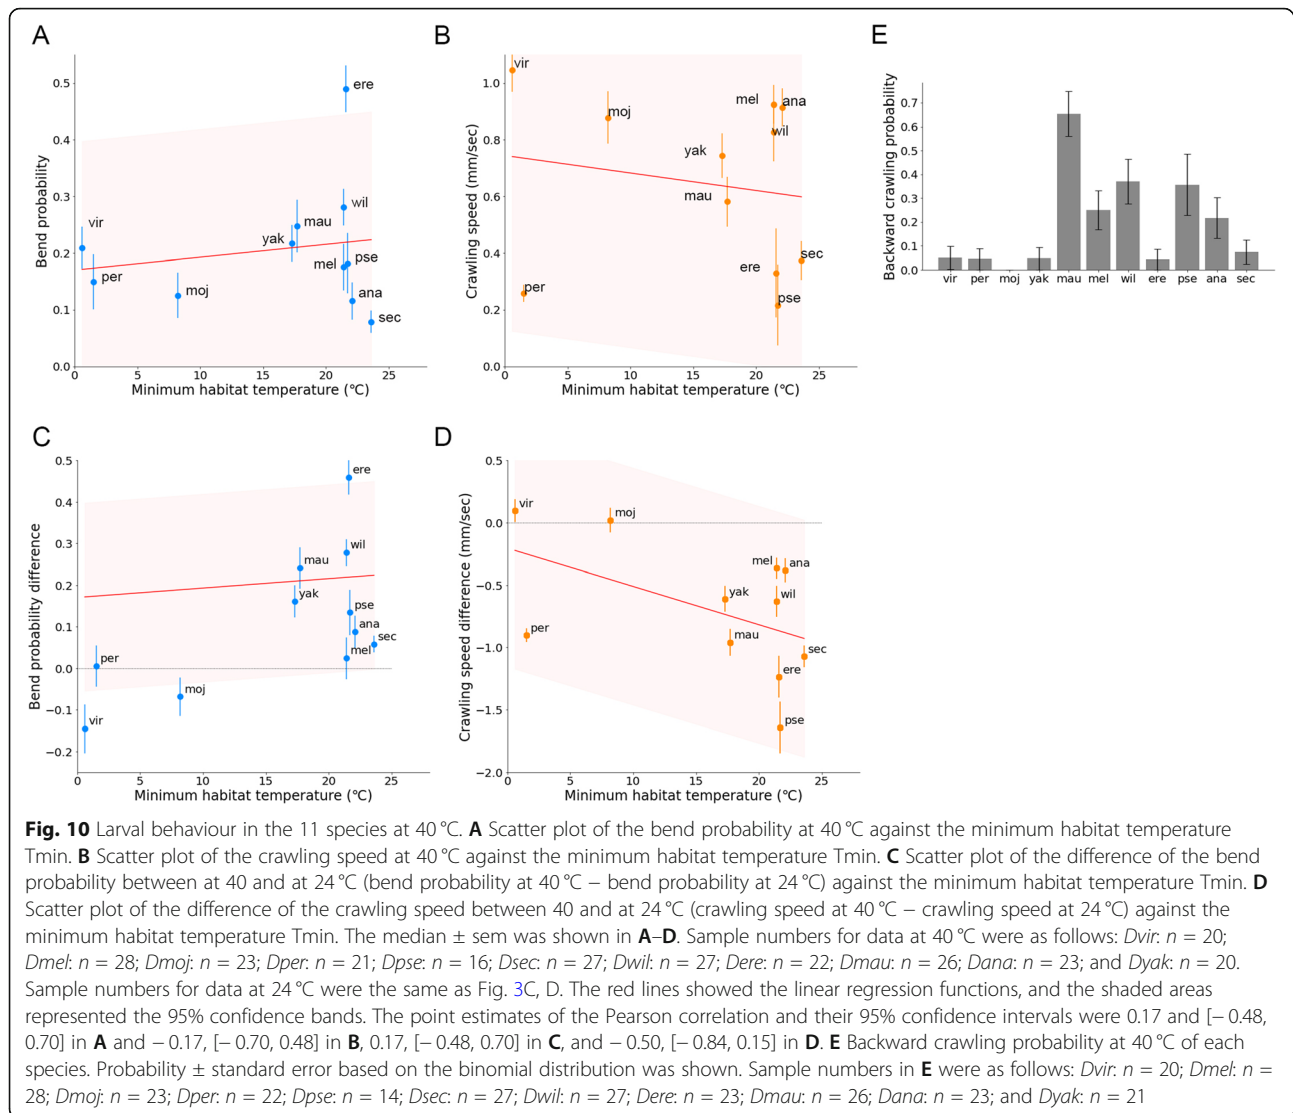 A
Bend probability
0.5
0.4
0.3
0.2
0.1
0.0
ere
wil
vir
mau
yak
mel
pse
per
moj
ana
sec
0
5
10
15
20
25
Minimum habitat temperature (°C)
B
Crawling speed (mm/sec)
1.0
0.8
0.6
0.4
0.2
0.0
vir
moj
mel
ana
wil
yak
mau
ere
sec
per
pse
0
5
10
15
20
25
Minimum habitat temperature (°C)
E
Backward crawling probability
0.7
0.6
0.5
0.4
0.3
0.2
0.1
0.0
vir per moj yak mau mel wil ere pse ana sec
C
Bend probability difference
0.5
0.4
0.3
0.2
0.1
0.0
−0.1
−0.2
ere
wil
mau
yak
pse
ana
sec
mel
per
moj
vir
0
5
10
15
20
25
Minimum habitat temperature (°C)
D
Crawling speed difference (mm/sec)
0.5
0.0
−0.5
−1.0
−1.5
−2.0
vir
moj
mel
ana
yak
wil
per
mau
sec
ere
pse
0
5
10
15
20
25
Minimum habitat temperature (°C)
Fig. 10 Larval behaviour in the 11 species at 40 °C. A Scatter plot of the bend probability at 40 °C against the minimum habitat temperature
Tmin. B Scatter plot of the crawling speed at 40 °C against the minimum habitat temperature Tmin. C Scatter plot of the difference of the bend
probability between at 40 and at 24 °C (bend probability at 40 °C − bend probability at 24 °C) against the minimum habitat temperature Tmin. D
Scatter plot of the difference of the crawling speed between 40 and at 24 °C (crawling speed at 40 °C − crawling speed at 24 °C) against the
minimum habitat temperature Tmin. The median ± sem was shown in A–D. Sample numbers for data at 40 °C were as follows: Dvir: n = 20;
Dmel: n = 28; Dmoj: n = 23; Dper: n = 21; Dpse: n = 16; Dsec: n = 27; Dwil: n = 27; Dere: n = 22; Dmau: n = 26; Dana: n = 23; and Dyak: n = 20.
Sample numbers for data at 24 °C were the same as Fig. 3C, D. The red lines showed the linear regression functions, and the shaded areas
represented the 95% confidence bands. The point estimates of the Pearson correlation and their 95% confidence intervals were 0.17 and [− 0.48,
0.70] in A and − 0.17, [− 0.70, 0.48] in B, 0.17, [− 0.48, 0.70] in C, and − 0.50, [− 0.84, 0.15] in D. E Backward crawling probability at 40 °C of each
species. Probability ± standard error based on the binomial distribution was shown. Sample numbers in E were as follows: Dvir: n = 20; Dmel: n =
28; Dmoj: n = 23; Dper: n = 22; Dpse: n = 14; Dsec: n = 27; Dwil: n = 27; Dere: n = 23; Dmau: n = 26; Dana: n = 23; and Dyak: n = 21